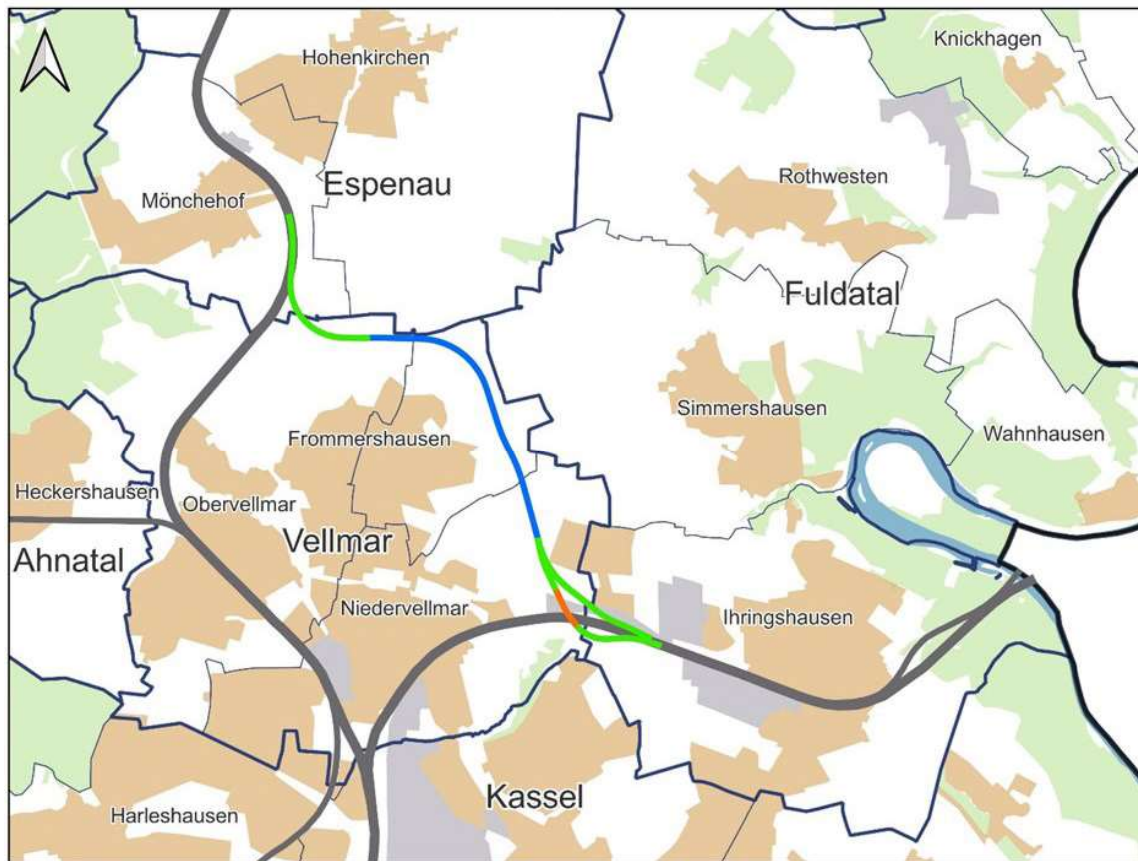 Knickhagen
Hohenkirchen
Rothwesten
Espenau
Mönchehof
Fuldatal
Simmershausen
Wahnhausen
Frommershausen
Heckershausen
Obervellmar
Vellmar
Ahnatal
Niedervellmar
Ihringshausen
Kassel
Harleshausen